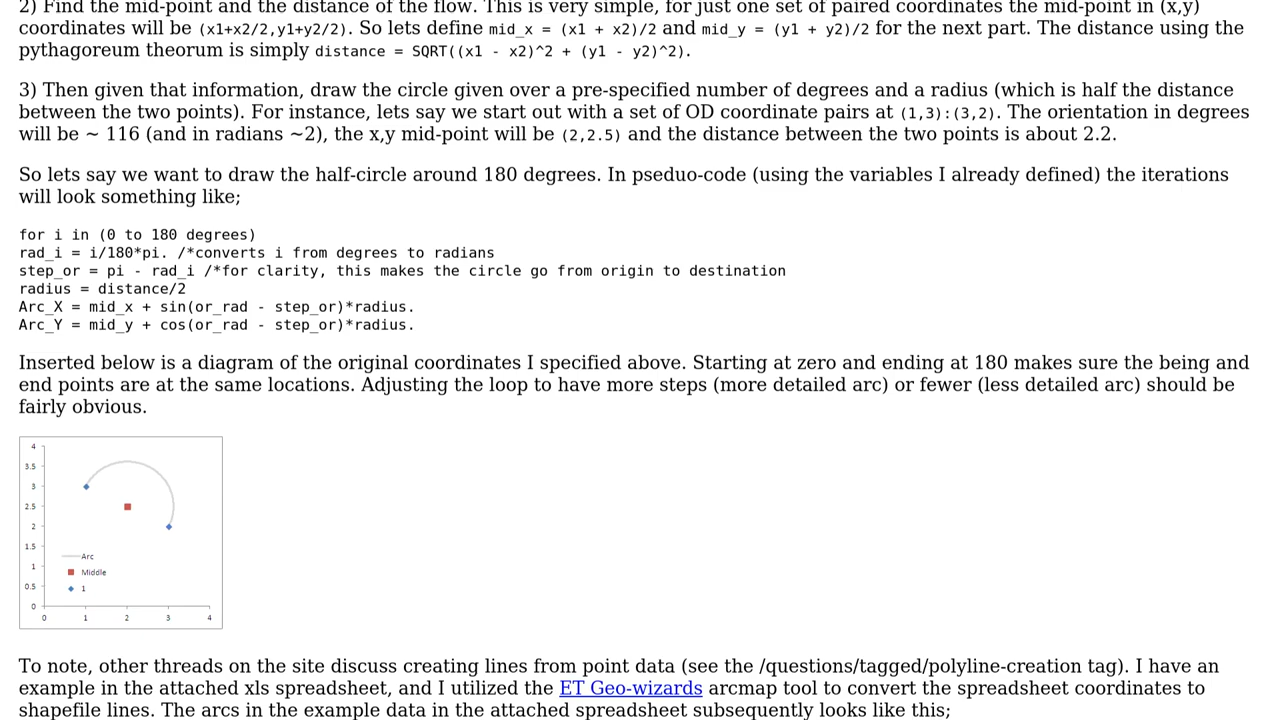 2) Find the mid-point and the distance of the flow. This is very simple, for just one set of paired coordinates the mid-point in (x,y)
coordinates will be (x1+x2/2,y1+y2/2). So lets define mid_x = (x1 + x2)/2 and mid_y = (y1 + y2)/2 for the next part. The distance using the
pythagoreum theorum is simply distance = SQRT((x1 - x2)^2 + (y1 - y2)^2).
3) Then given that information, draw the circle given over a pre-specified number of degrees and a radius (which is half the distance
between the two points). For instance, lets say we start out with a set of OD coordinate pairs at (1,3):(3,2). The orientation in degrees
will be ~ 116 (and in radians ~2), the x,y mid-point will be (2,2.5) and the distance between the two points is about 2.2.
So lets say we want to draw the half-circle around 180 degrees. In pseduo-code (using the variables I already defined) the iterations
will look something like;
for i in (0 to 180 degrees)
rad_i = i/180*pi. /*converts i from degrees to radians
step_or = pi - rad_i /*for clarity, this makes the circle go from origin to destination
radius = distance/2
Arc_X = mid_x + sin(or_rad - step_or)*radius.
Arc_Y = mid_y + cos(or_rad - step_or)*radius.
Inserted below is a diagram of the original coordinates I specified above. Starting at zero and ending at 180 makes sure the being and
end points are at the same locations. Adjusting the loop to have more steps (more detailed arc) or fewer (less detailed arc) should be
fairly obvious.
4
3.5
3
2.5
2
1.5
1
0.5
0
Arc
Middle
1
0 1 2 3 4
To note, other threads on the site discuss creating lines from point data (see the /questions/tagged/polyline-creation tag). I have an
example in the attached xls spreadsheet, and I utilized the ET Geo-wizards arcmap tool to convert the spreadsheet coordinates to
shapefile lines. The arcs in the example data in the attached spreadsheet subsequently looks like this;